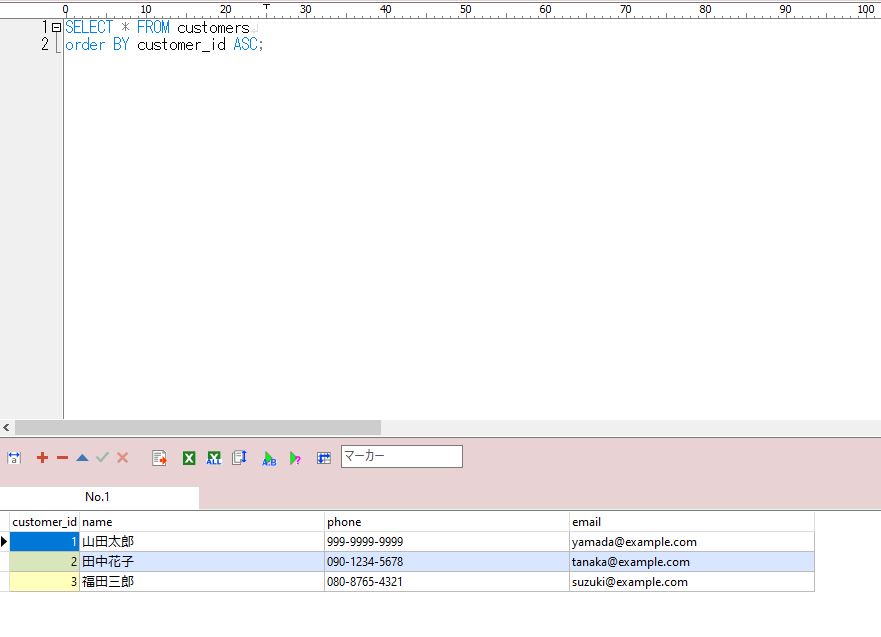 0 10 20 30 40 50 60 70 80 90 100
1 SELECT * FROM customers
2 order BY customer_id ASC;
ALL A.B マーカー
No.1
customer_id name phone email
1 山田太郎 999-9999-9999 yamada@example.com
2 田中花子 090-1234-5678 tanaka@example.com
3 福田三郎 080-8765-4321 suzuki@example.com